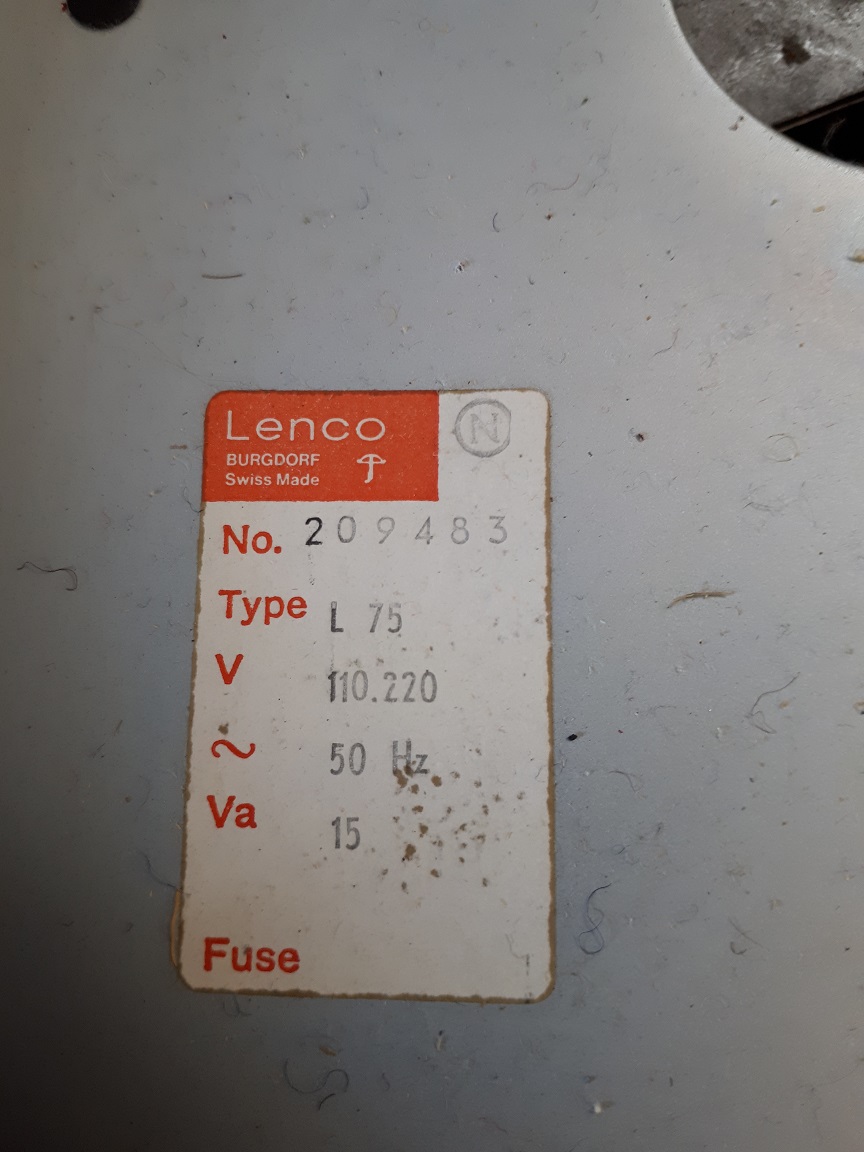 Lenco
N
BURGDORF
Swiss Made
No. 209483
Type L 75
V 110.220
~ 50 Hz
Va 15
Fuse